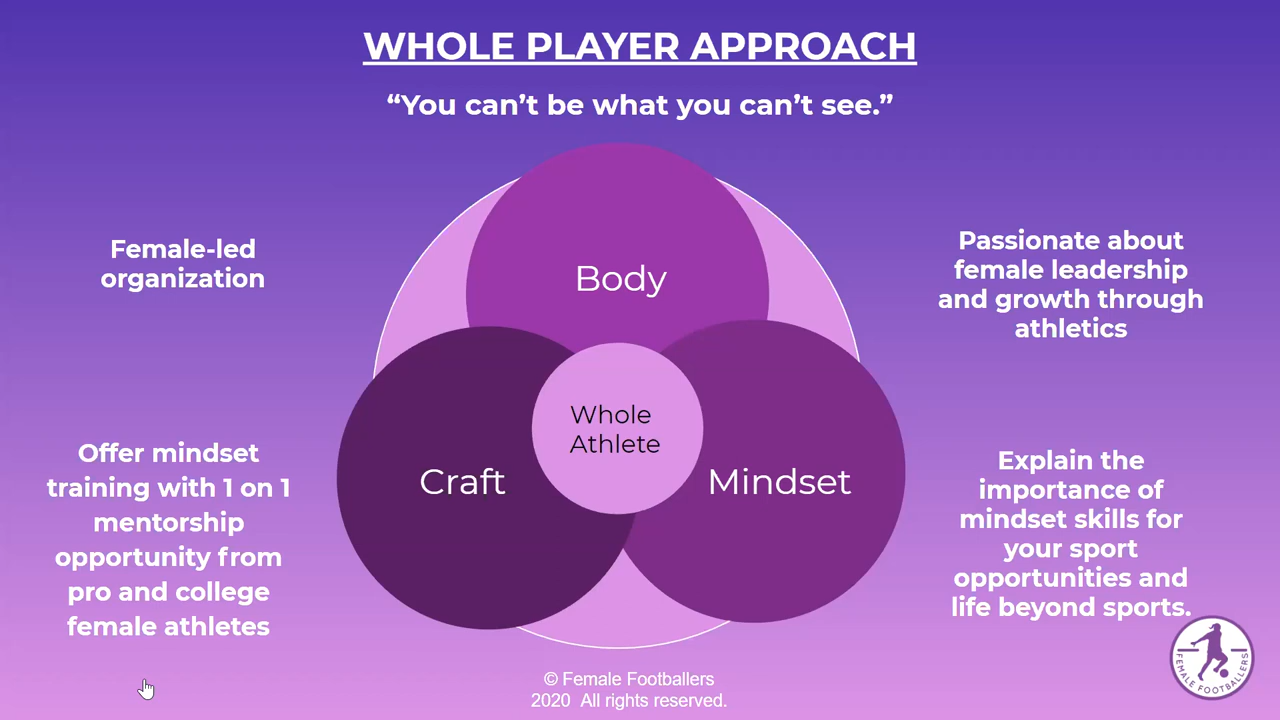 WHOLE PLAYER APPROACH
“You can’t be what you can’t see.”
Female-led
organization
Passionate about
female leadership
and growth through
athletics
Body
Whole
Athlete
Craft
Mindset
Offer mindset
training with 1 on 1
mentorship
opportunity from
pro and college
female athletes
Explain the
importance of
mindset skills for
your sport
opportunities and
life beyond sports.
© Female Footballers
2020 All rights reserved.
FEMALE FOOTBALLERS